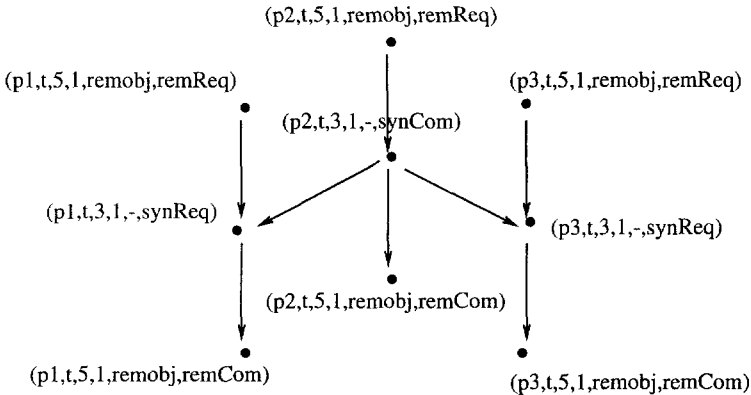 (p2,t,5,1,remobj,remReq)
(p1,t,5,1,remobj,remReq)
(p3,t,5,1,remobj,remReq)
(p2,t,3,1,-,synCom)
(p1,t,3,1,-,synReq)
(p3,t,3,1,-,synReq)
(p2,t,5,1,remobj,remCom)
(p1,t,5,1,remobj,remCom)
(p3,t,5,1,remobj,remCom)